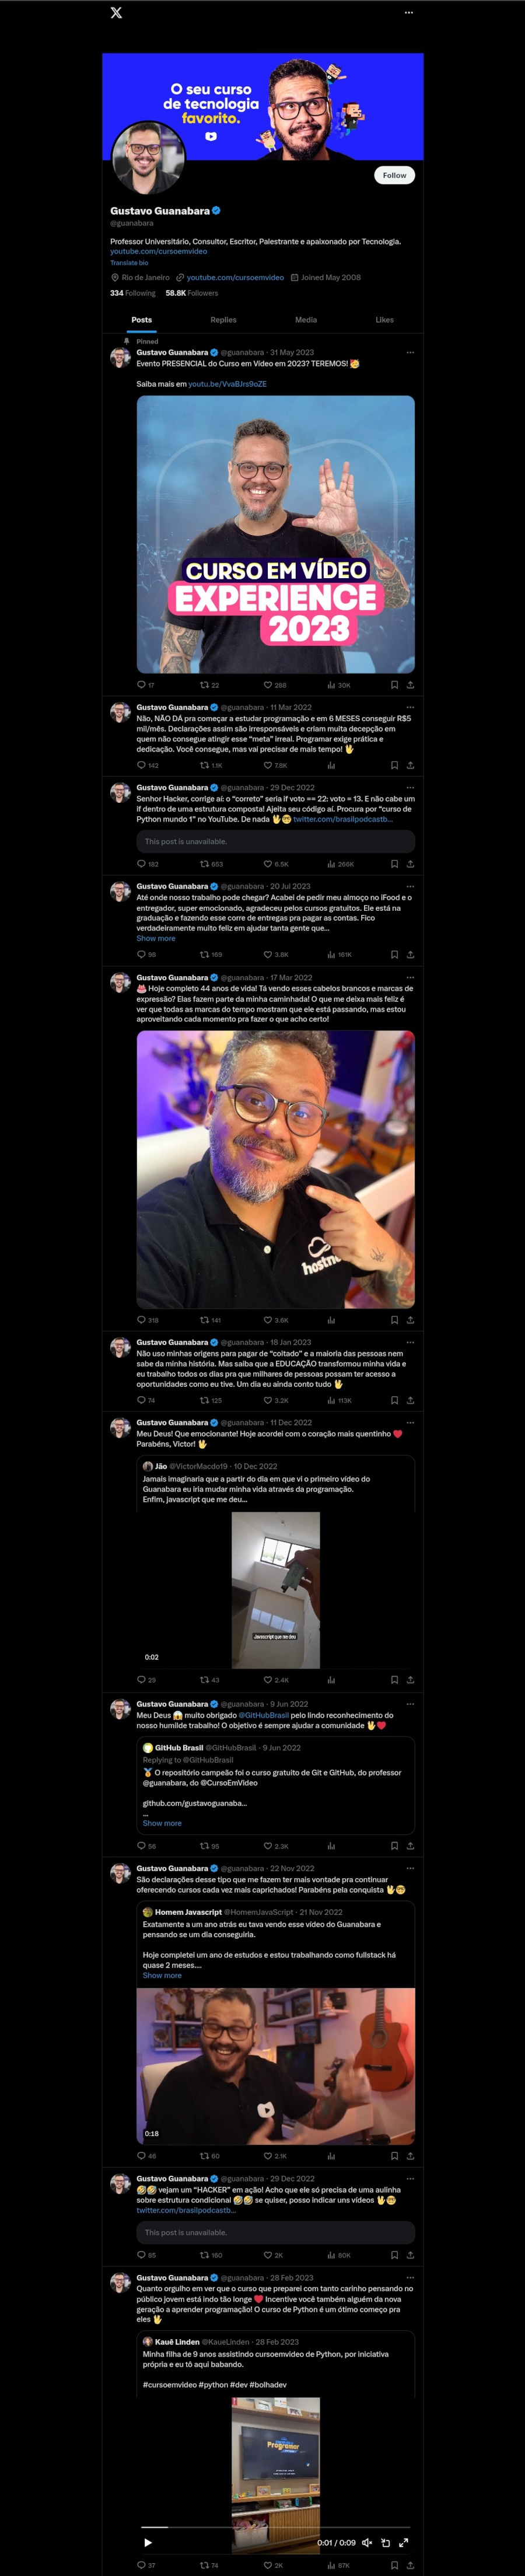 O seu curso
de tecnologia
favorito.
Follow
Gustavo Guanabara
@guanabara
Professor Universitário, Consultor, Escritor, Palestrante e apaixonado por Tecnologia.
youtube.com/cursoemvideo
Translate bio
Rio de Janeiro youtube.com/cursoemvideo Joined May 2008
334 Following 58.8K Followers
Posts Replies Media Likes
Pinned
Gustavo Guanabara @guanabara · 31 May 2023
Evento PRESENCIAL do Curso em Vídeo em 2023? TEREMOS! 🥳
Saiba mais em youtu.be/VvaBJrs9oZE
CURSO EM VÍDEO
EXPERIENCE
2023
17 22 268 30K
Gustavo Guanabara @guanabara · 11 Mar 2022
Não, NÃO DÁ pra começar a estudar programação e em 6 MESES conseguir R$5
mil/mês. Declarações assim são irresponsáveis e criam muita decepção em
quem não consegue atingir esse "meta" irreal. Programar exige prática e
dedicação. Você consegue, mas vai precisar de mais tempo! 🖖
142 1.1K 7.8K
Gustavo Guanabara @guanabara · 29 Dec 2022
Senhor Hacker, corrige aí: o "correto" seria if voto == 22: voto = 13. E não cabe um
if dentro de uma estrutura composta! Ajeita seu código aí. Procura por "curso de
Python mundo 1" no YouTube. De nada 🖖🤓 twitter.com/brasilpodcastb...
This post is unavailable.
182 653 6.5K 266K
Gustavo Guanabara @guanabara · 20 Jul 2023
Até onde nosso trabalho pode chegar? Acabei de pedir meu almoço no iFood e o
entregador, super emocionado, agradeceu pelos cursos gratuitos. Ele está na
graduação e fazendo esse corre de entregas pra pagar as contas. Fico
verdadeiramente muito feliz em ajudar tanta gente que...
Show more
98 169 3.8K 161K
Gustavo Guanabara @guanabara · 17 Mar 2022
🎂 Hoje completo 44 anos de vida! Tá vendo esses cabelos brancos e marcas de
expressão? Elas fazem parte da minha caminhada! O que me deixa mais feliz é
ver que todas as marcas do tempo mostram que ele está passando, mas estou
aproveitando cada momento pra fazer o que acho certo!
318 141 3.6K
Gustavo Guanabara @guanabara · 18 Jan 2023
Não uso minhas origens para pagar de "coitado" e a maioria das pessoas nem
sabe da minha história. Mas saiba que a EDUCAÇÃO transformou minha vida e
eu trabalho todos os dias pra que milhares de pessoas possam ter acesso a
oportunidades como eu tive. Um dia eu ainda conto tudo 🖖
74 125 3.2K 113K
Gustavo Guanabara @guanabara · 11 Dec 2022
Meu Deus! Que emocionante! Hoje acordei com o coração mais quentinho ❤️
Parabéns, Victor! 🖖
Jão @VictorMacdo19 · 10 Dec 2022
Jamais imaginaria que a partir do dia em que vi o primeiro vídeo do
Guanabara eu iria mudar minha vida através da programação.
Enfim, javascript que me deu...
Javascript que me deu
0:02
25 43 2.4K
Gustavo Guanabara @guanabara · 9 Jun 2022
Meu Deus 😱 muito obrigado @GitHubBrasil pelo lindo reconhecimento do
nosso humilde trabalho! O objetivo é sempre ajudar a comunidade 🖖❤️
GitHub Brasil @GitHubBrasil · 9 Jun 2022
Replying to @GitHubBrasil
🏅 O repositório campeão foi o curso gratuito de Git e GitHub, do professor
@guanabara, do @CursoEmVideo
github.com/gustavoguanaba...
...
Show more
56 95 2.3K
Gustavo Guanabara @guanabara · 22 Nov 2022
São declarações desse tipo que me fazem ter mais vontade pra continuar
oferecendo cursos cada vez mais caprichados! Parabéns pela conquista 🖖🤓
Homem Javascript @HomemJavaScript · 21 Nov 2022
Exatamente a um ano atrás eu tava vendo esse vídeo do Guanabara e
pensando se um dia conseguiria.
Hoje completei um ano de estudos e estou trabalhando como fullstack há
quase 2 meses....
Show more
0:18
46 60 2.1K
Gustavo Guanabara @guanabara · 29 Dec 2022
🤣🤣 vejam um "HACKER" em ação! Acho que ele só precisa de uma aulinha
sobre estrutura condicional 🤣🤣 se quiser, posso indicar uns vídeos 🖖🤓
twitter.com/brasilpodcastb...
This post is unavailable.
85 160 2K 80K
Gustavo Guanabara @guanabara · 28 Feb 2023
Quanto orgulho em ver que o curso que preparei com tanto carinho pensando no
público jovem está indo tão longe ❤️ Incentive você também alguém da nova
geração a aprender programação! O curso de Python é um ótimo começo pra
eles 🖖
Kauê Linden @KaueLinden · 28 Feb 2023
Minha filha de 9 anos assistindo cursoemvideo de Python, por iniciativa
própria e eu tô aqui babando.
#cursoemvideo #python #dev #bolhadev
Programar
0:01 / 0:09
37 74 2K 87K